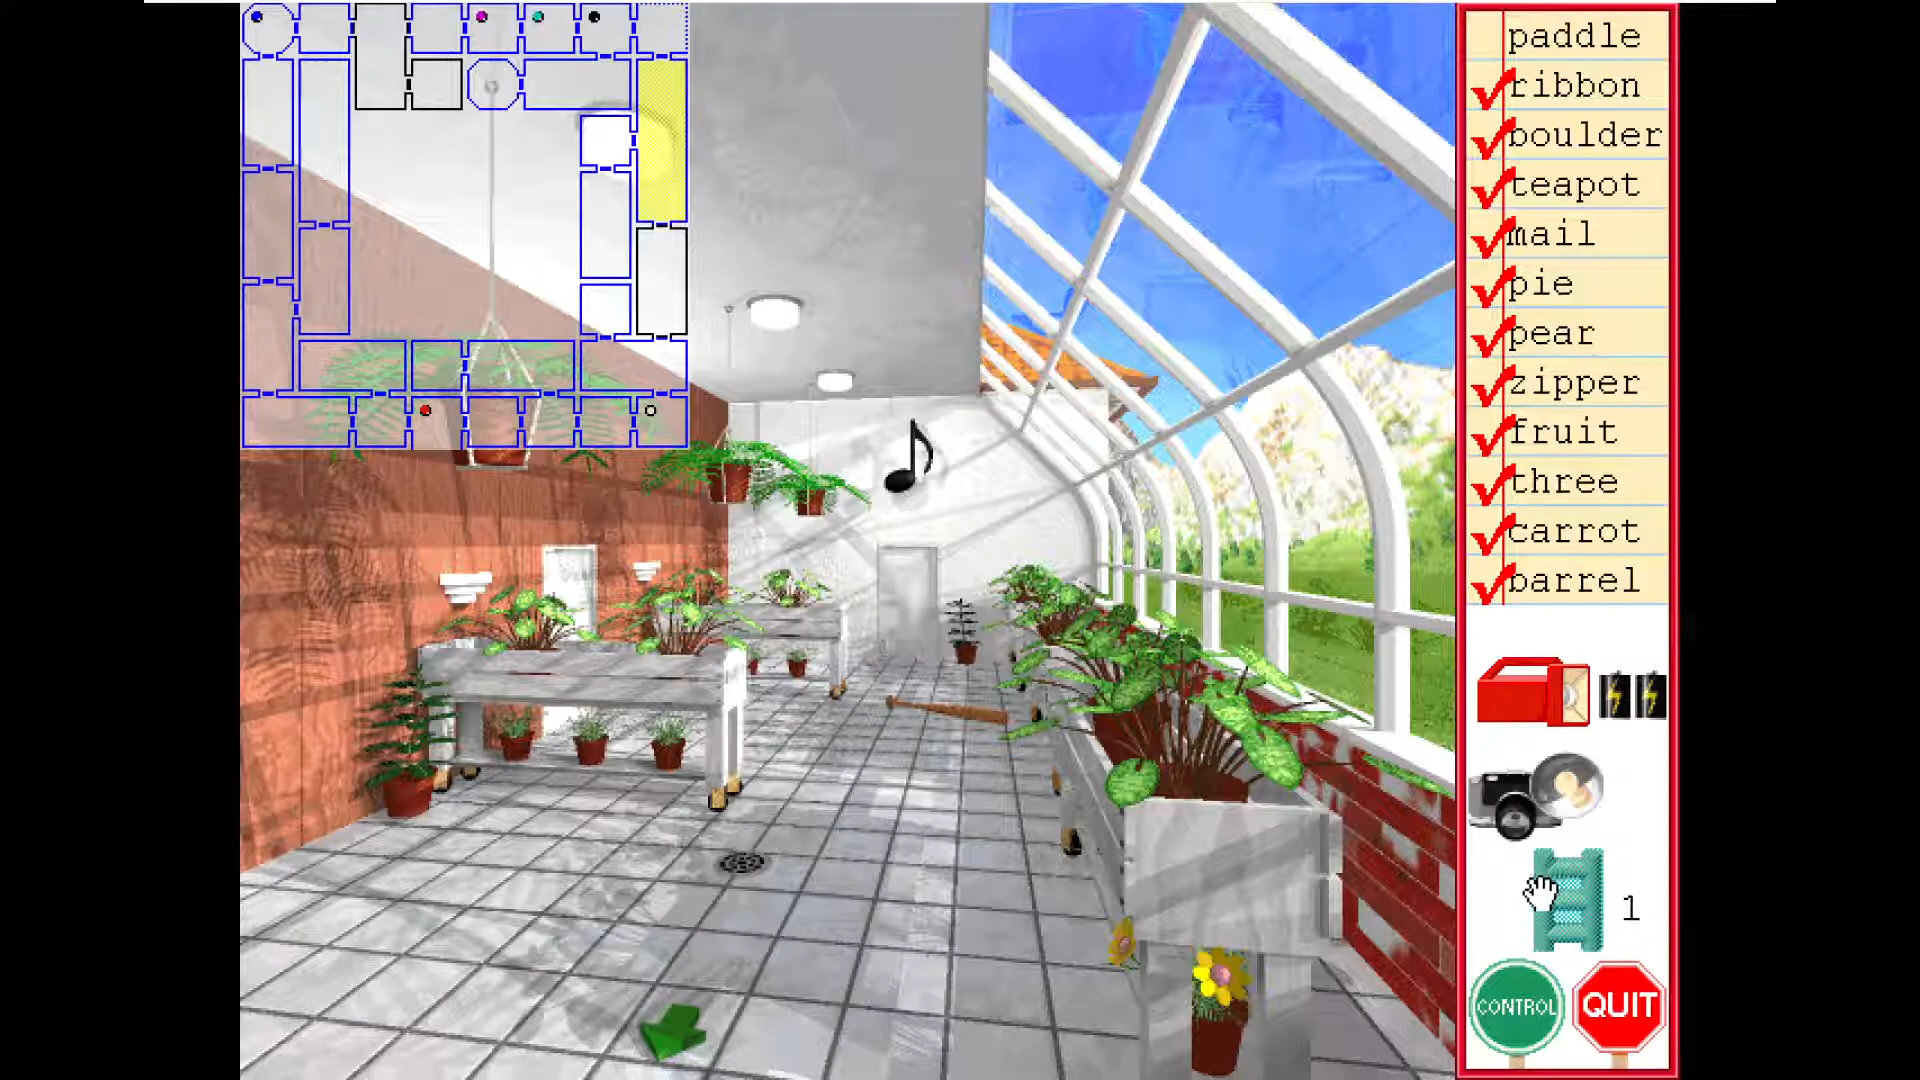 paddle
ribbon
boulder
teapot
mail
pie
pear
zipper
fruit
three
carrot
barrel
1
CONTROL
QUIT